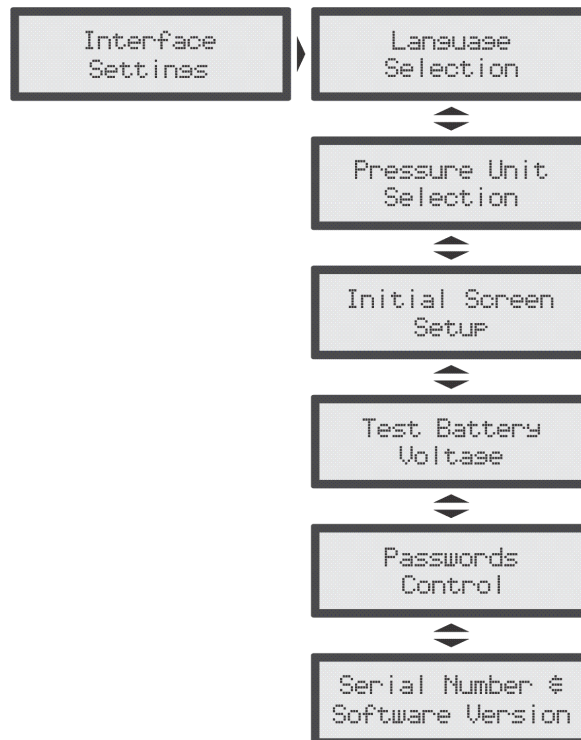 Interface
Settings
Language
Selection
Pressure Unit
Selection
Initial Screen
Setup
Test Battery
Voltage
Passwords
Control
Serial Number &
Software Version